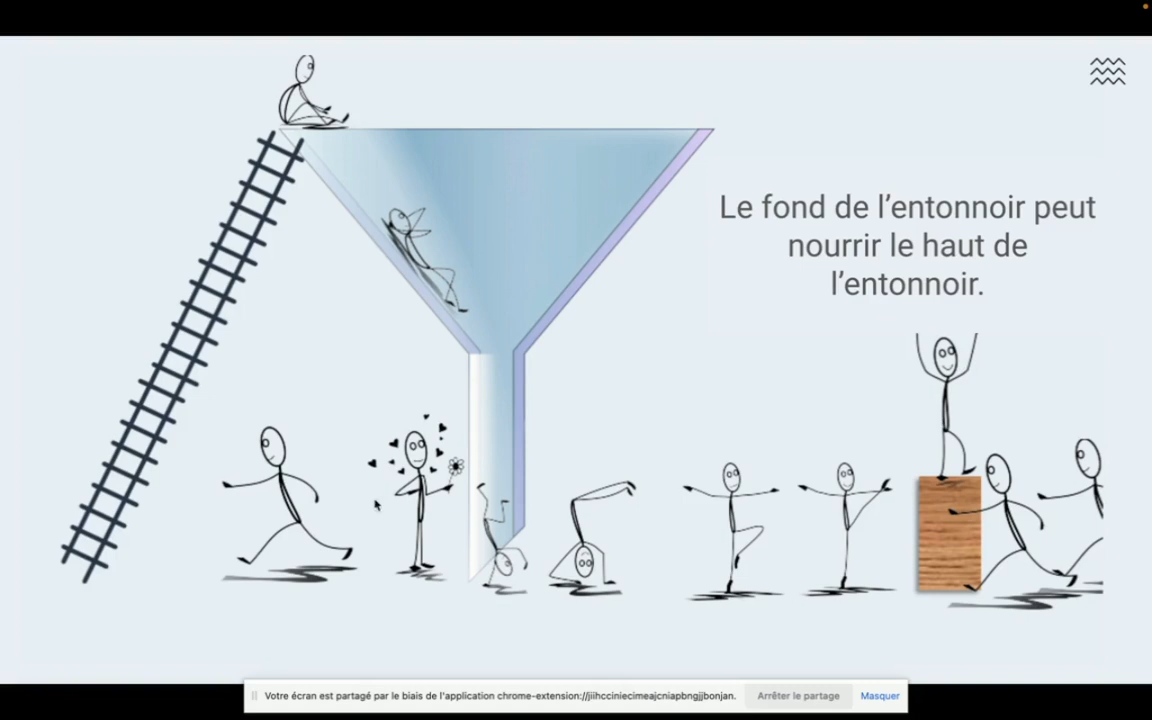 Le fond de l’entonnoir peut
nourrir le haut de
l’entonnoir.
Votre écran est partagé par le biais de l'application chrome-extension://jiihcciniecimeajcniapbngjjbonjan. Arrêter le partage Masquer